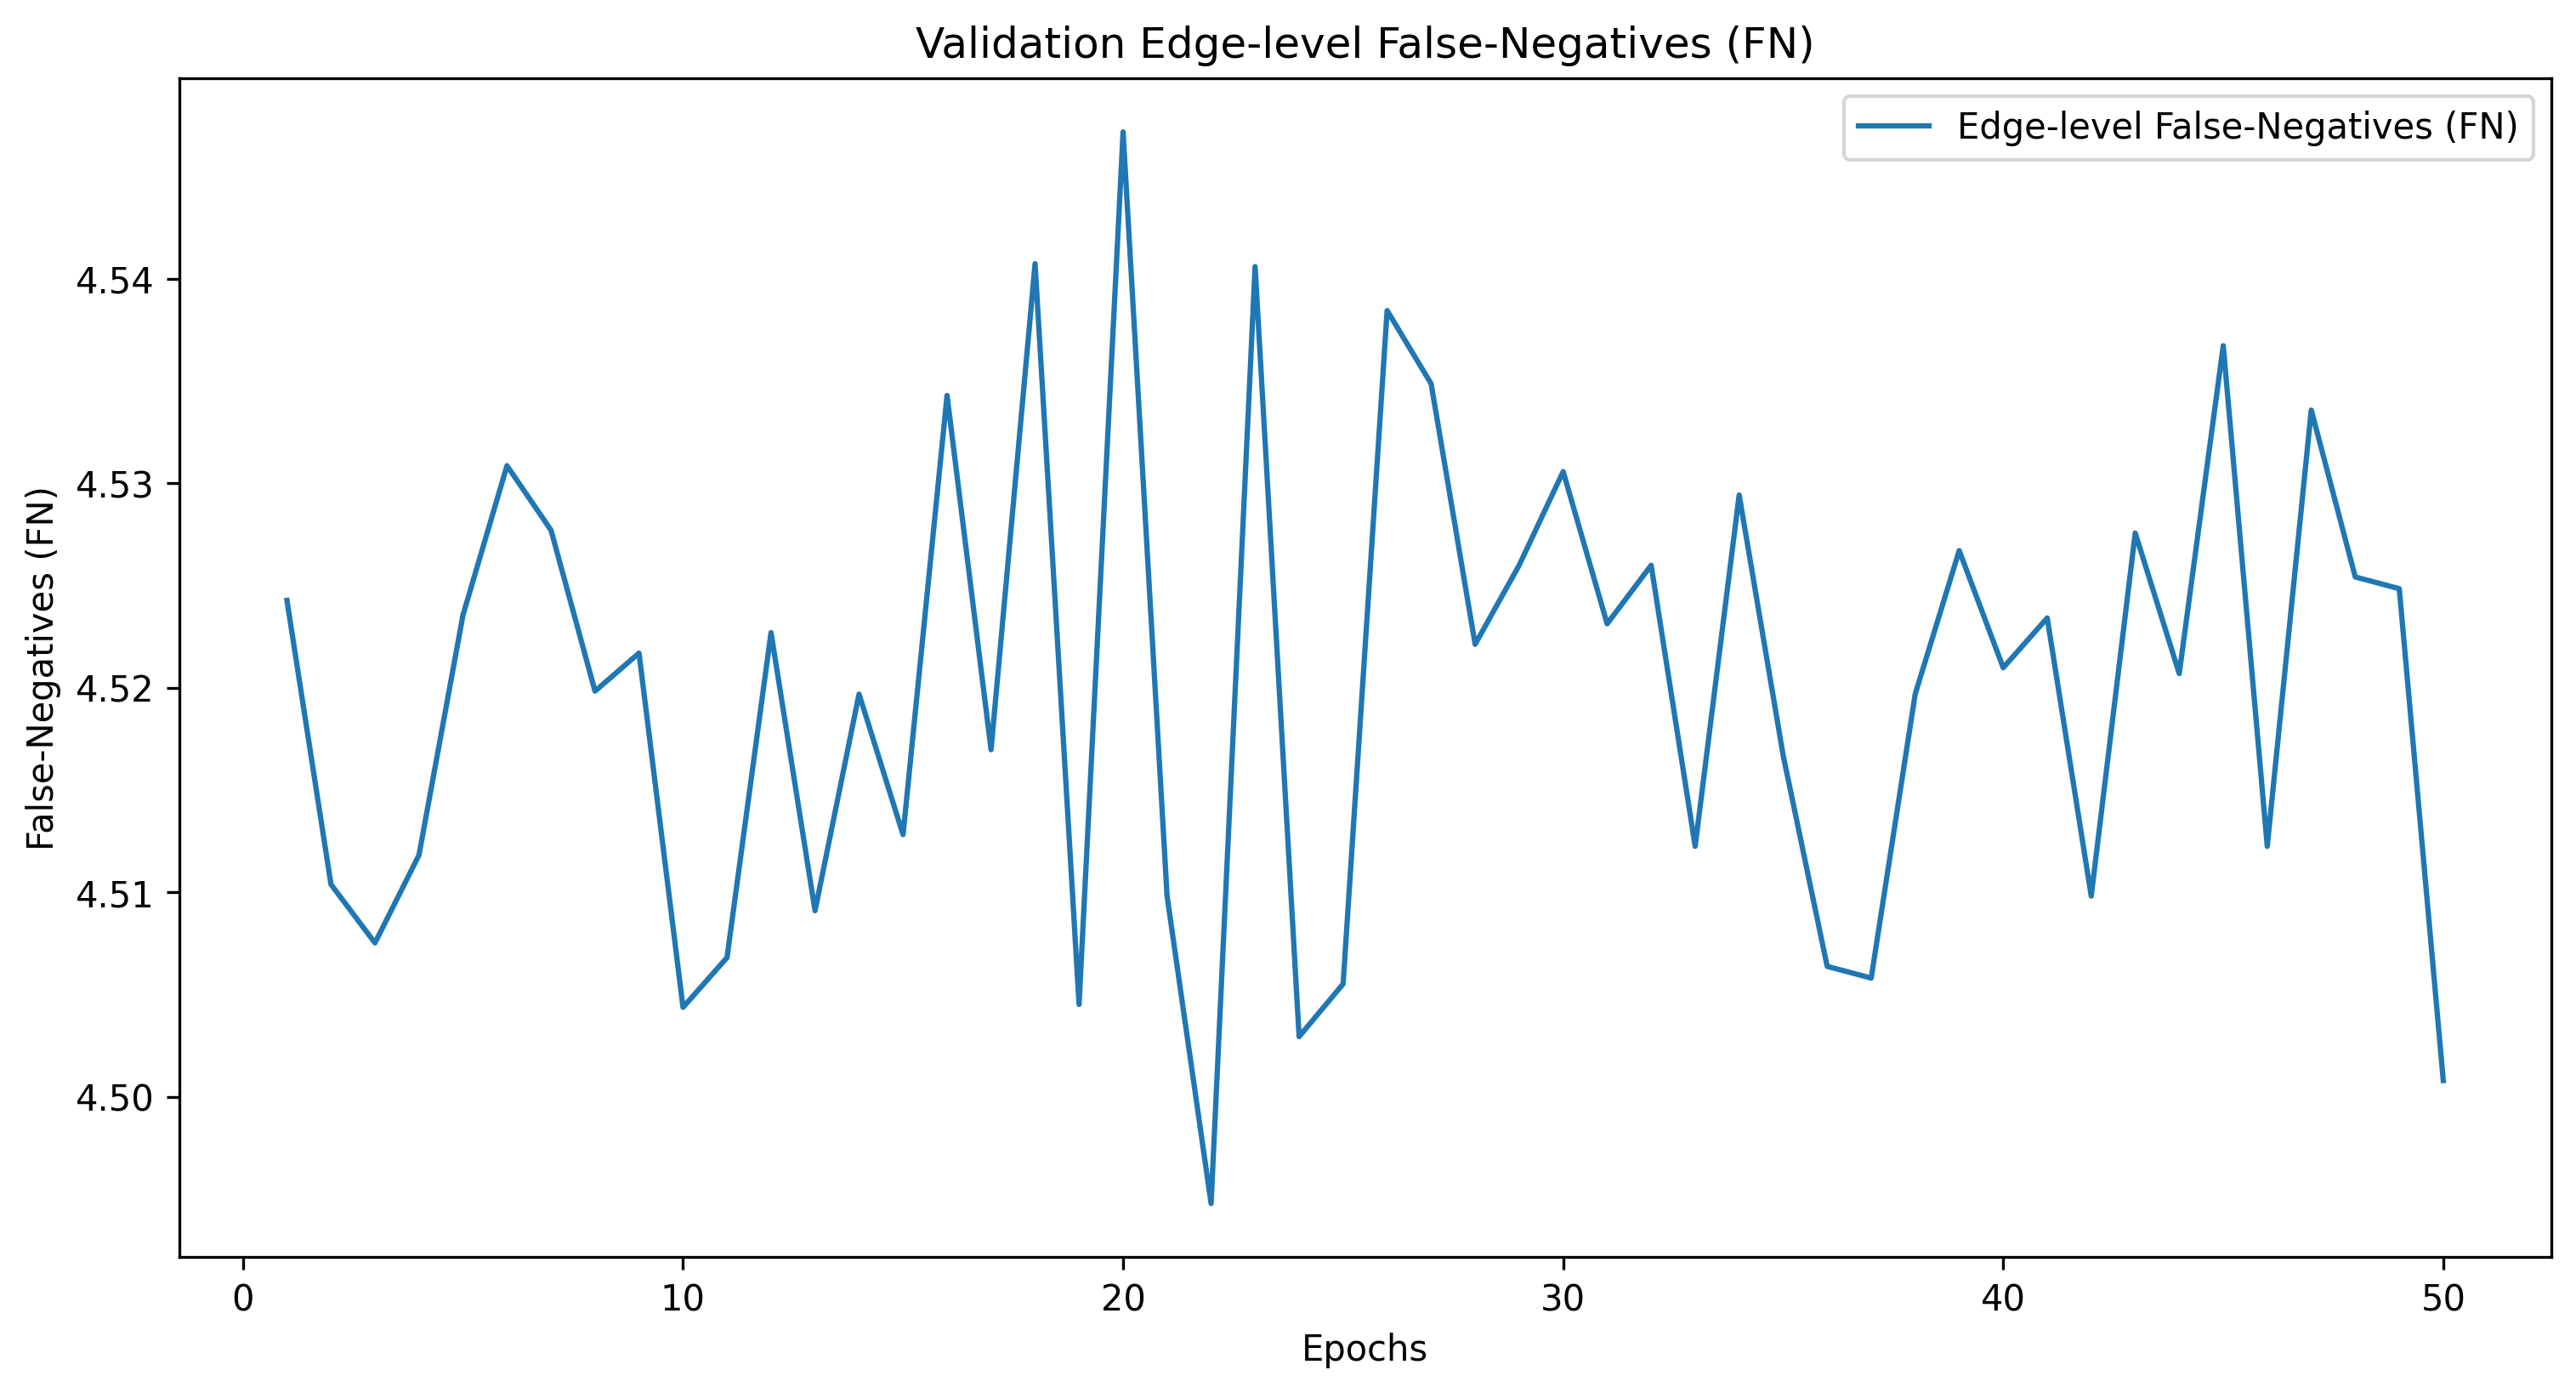 Validation Edge-level False-Negatives (FN)
Edge-level False-Negatives (FN)
False-Negatives (FN)
4.54
4.53
4.52
4.51
4.50
0 10 20 30 40 50
Epochs